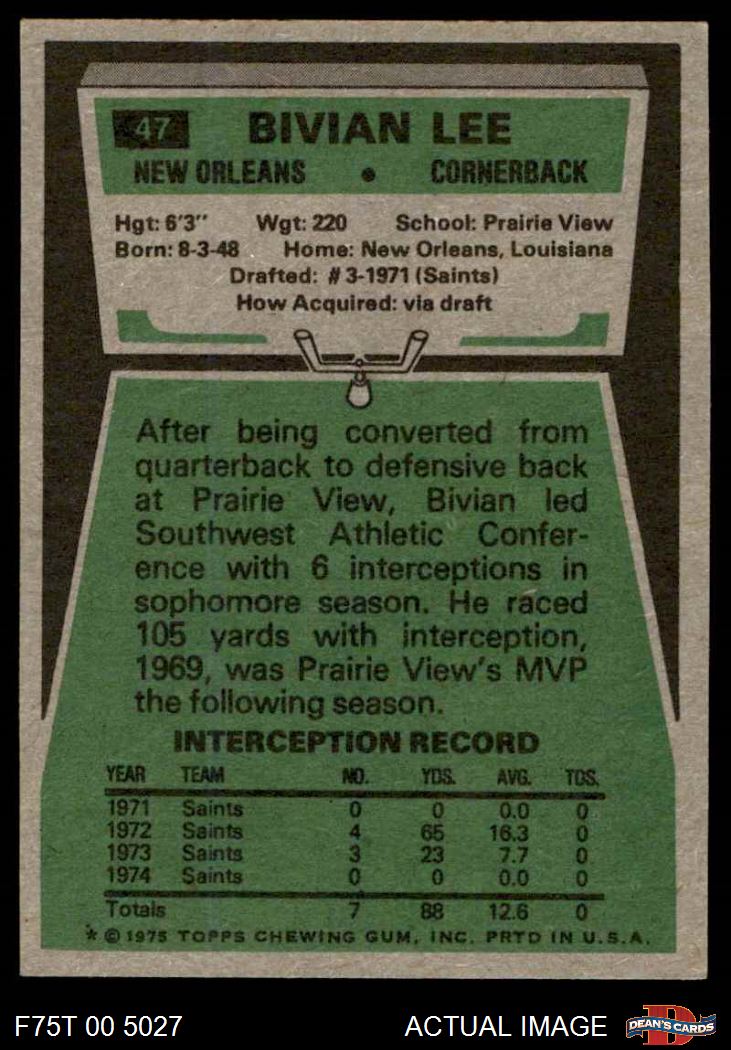 47 BIVIAN LEE
NEW ORLEANS • CORNERBACK
Hgt: 6'3" Wgt: 220 School: Prairie View
Born: 8-3-48 Home: New Orleans, Louisiana
Drafted: #3-1971 (Saints)
How Acquired: via draft
After being converted from
quarterback to defensive back
at Prairie View, Bivian led
Southwest Athletic Confer-
ence with 6 interceptions in
sophomore season. He raced
105 yards with interception,
1969, was Prairie View's MVP
the following season.
INTERCEPTION RECORD
YEAR TEAM NO. YDS. AVG. TDS.
1971 Saints 0 0 0.0 0
1972 Saints 4 65 16.3 0
1973 Saints 3 23 7.7 0
1974 Saints 0 0 0.0 0
Totals 7 88 12.6 0
* © 1975 TOPPS CHEWING GUM, INC. PRTD IN U.S.A.
F75T 00 5027 ACTUAL IMAGE D DEAN'S CARDS